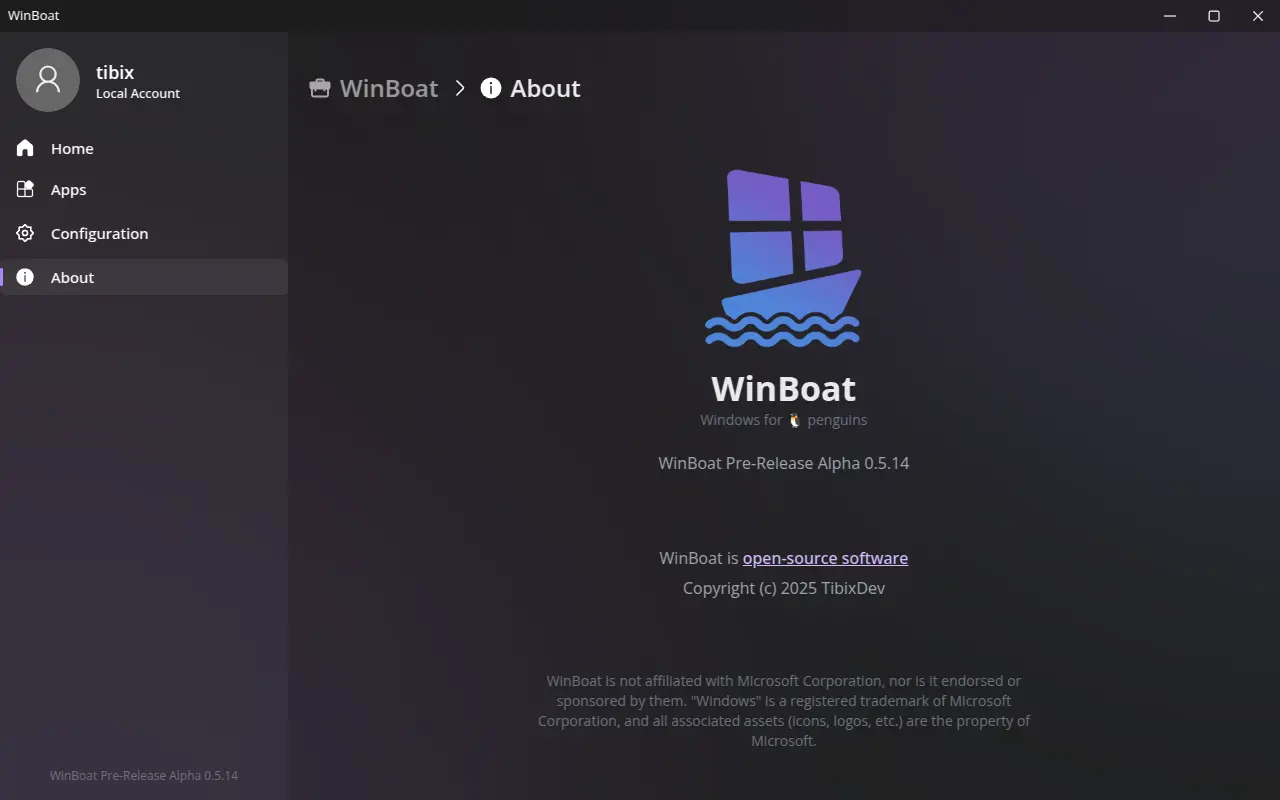 WinBoat
tibix
Local Account
Home
Apps
Configuration
About
WinBoat Pre-Release Alpha 0.5.14
WinBoat > About
WinBoat
Windows for 🐧 penguins
WinBoat Pre-Release Alpha 0.5.14
WinBoat is open-source software
Copyright (c) 2025 TibixDev
WinBoat is not affiliated with Microsoft Corporation, nor is it endorsed or
sponsored by them. "Windows" is a registered trademark of Microsoft
Corporation, and all associated assets (icons, logos, etc.) are the property of
Microsoft.